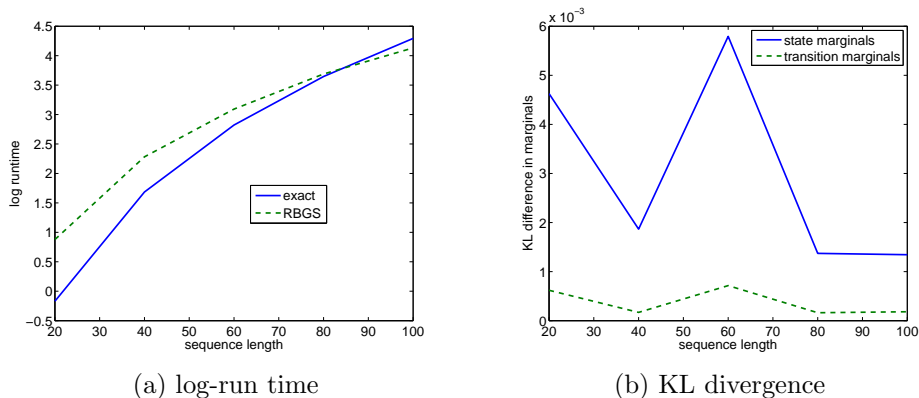 4.5
4
3.5
3
2.5
2
1.5
1
0.5
0
−0.5
log runtime
20 30 40 50 60 70 80 90 100
sequence length
exact
RBGS
(a) log-run time
x 10⁻³
6
5
4
3
2
1
0
KL difference in marginals
20 30 40 50 60 70 80 90 100
sequence length
state marginals
transition marginals
(b) KL divergence